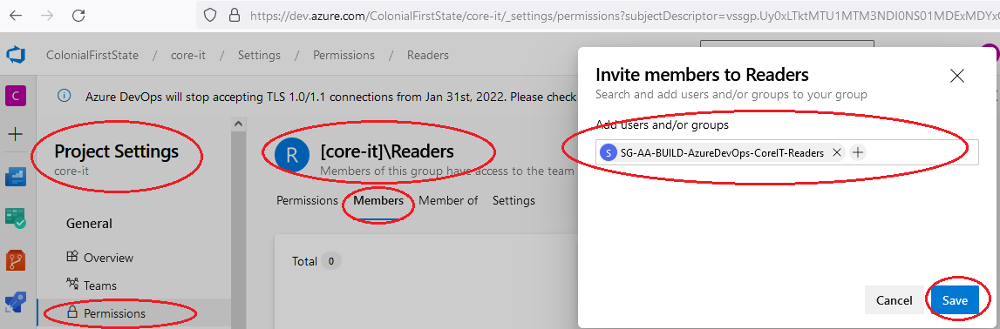 https://dev.azure.com/ColonialFirstState/core-it/_settings/permissions?subjectDescriptor=vssgp.Uy0xLTktMTU1MTM3NDI0NS01MDExMDYx
ColonialFirstState / core-it / Settings / Permissions / Readers
C
Azure DevOps will stop accepting TLS 1.0/1.1 connections from Jan 31st, 2022. Please check
Project Settings
core-it
General
Overview
Teams
Permissions
R
[core-it]\Readers
Members of this group have access to the team
Permissions Members Member of Settings
Total 0
Invite members to Readers
Search and add users and/or groups to your group
Add users and/or groups
S SG-AA-BUILD-AzureDevOps-CoreIT-Readers
Cancel Save